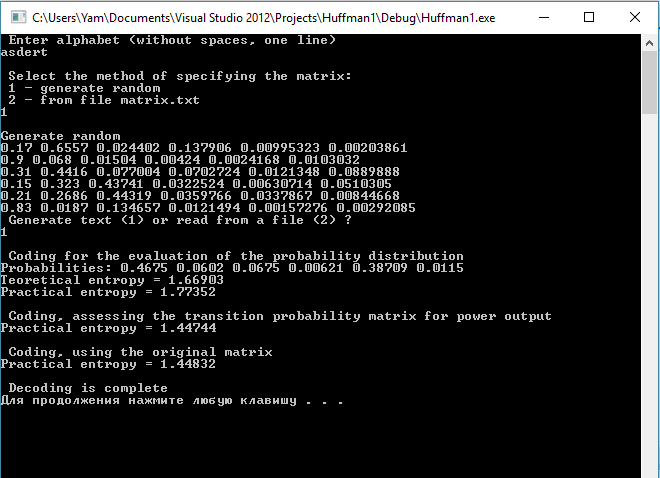 C:\Users\Yam\Documents\Visual Studio 2012\Projects\Huffman1\Debug\Huffman1.exe
Enter alphabet (without spaces, one line)
asdert
Select the method of specifying the matrix:
1 - generate random
2 - from file matrix.txt
1
Generate random
0.17 0.6557 0.024402 0.137906 0.00995323 0.00203861
0.9 0.068 0.01504 0.00424 0.0024168 0.0103032
0.31 0.4416 0.077004 0.0702724 0.0121348 0.0889888
0.15 0.323 0.43741 0.0322524 0.00630714 0.0510305
0.21 0.2686 0.44319 0.0359766 0.0337867 0.00844668
0.83 0.0187 0.134657 0.0121494 0.00157276 0.00292085
Generate text (1) or read from a file (2) ?
1
Coding for the evaluation of the probability distribution
Probabilities: 0.4675 0.0602 0.0675 0.00621 0.38709 0.0115
Teoretical entropy = 1.66903
Practical entropy = 1.77352
Coding, assessing the transition probability matrix for power output
Practical entropy = 1.44744
Coding, using the original matrix
Practical entropy = 1.44832
Decoding is complete
Для продолжения нажмите любую клавишу . . .